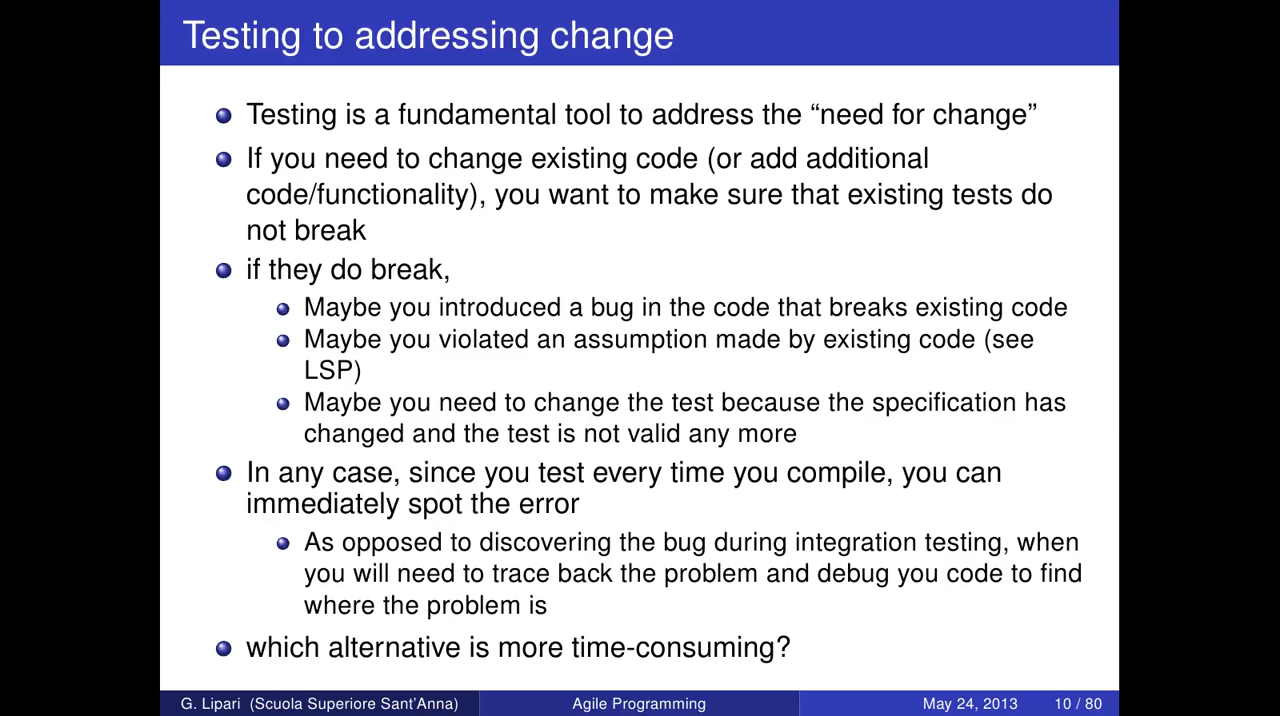 Testing to addressing change
Testing is a fundamental tool to address the “need for change”
If you need to change existing code (or add additional
code/functionality), you want to make sure that existing tests do
not break
if they do break,
Maybe you introduced a bug in the code that breaks existing code
Maybe you violated an assumption made by existing code (see
LSP)
Maybe you need to change the test because the specification has
changed and the test is not valid any more
In any case, since you test every time you compile, you can
immediately spot the error
As opposed to discovering the bug during integration testing, when
you will need to trace back the problem and debug you code to find
where the problem is
which alternative is more time-consuming?
G. Lipari (Scuola Superiore Sant'Anna) Agile Programming May 24, 2013 10 / 80